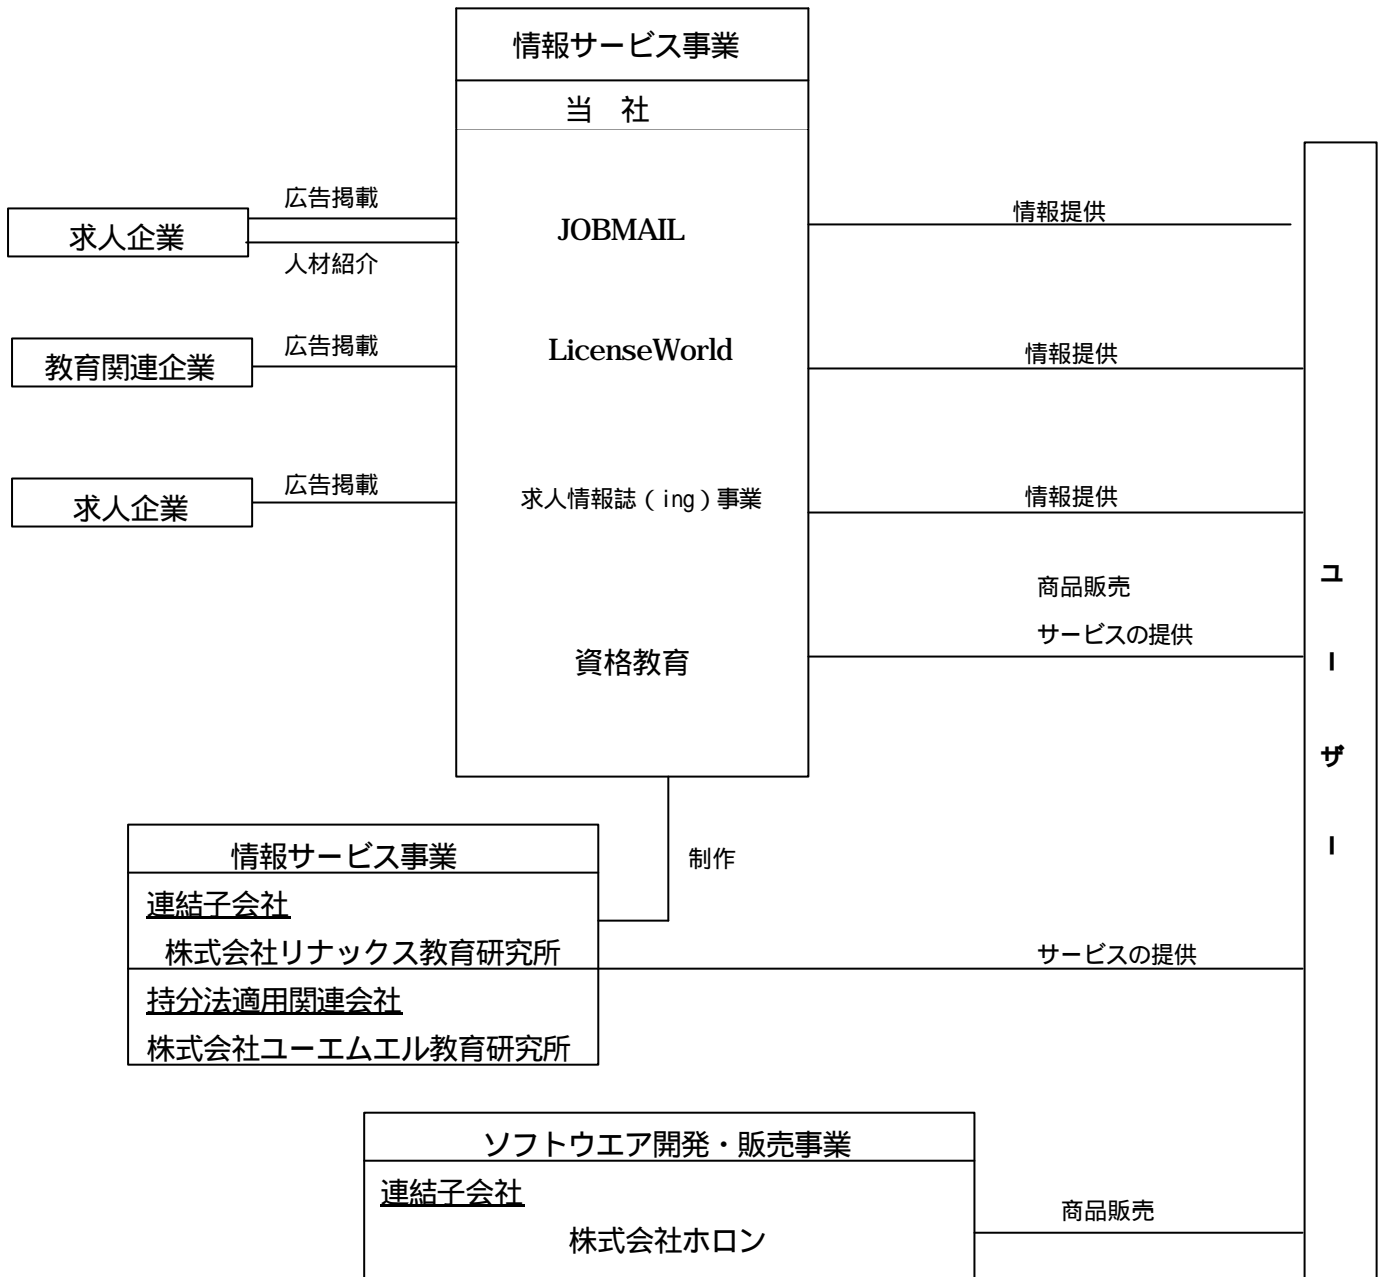 情報サービス事業
当　社
広告掲載
求人企業
人材紹介
JOBMAIL
情報提供
広告掲載
教育関連企業
LicenseWorld
情報提供
広告掲載
求人企業
求人情報誌（ing）事業
情報提供
商品販売
サービスの提供
資格教育
ユーザー
制作
情報サービス事業
連結子会社
株式会社リナックス教育研究所
サービスの提供
持分法適用関連会社
株式会社ユーエムエル教育研究所
ソフトウエア開発・販売事業
連結子会社
株式会社ホロン
商品販売